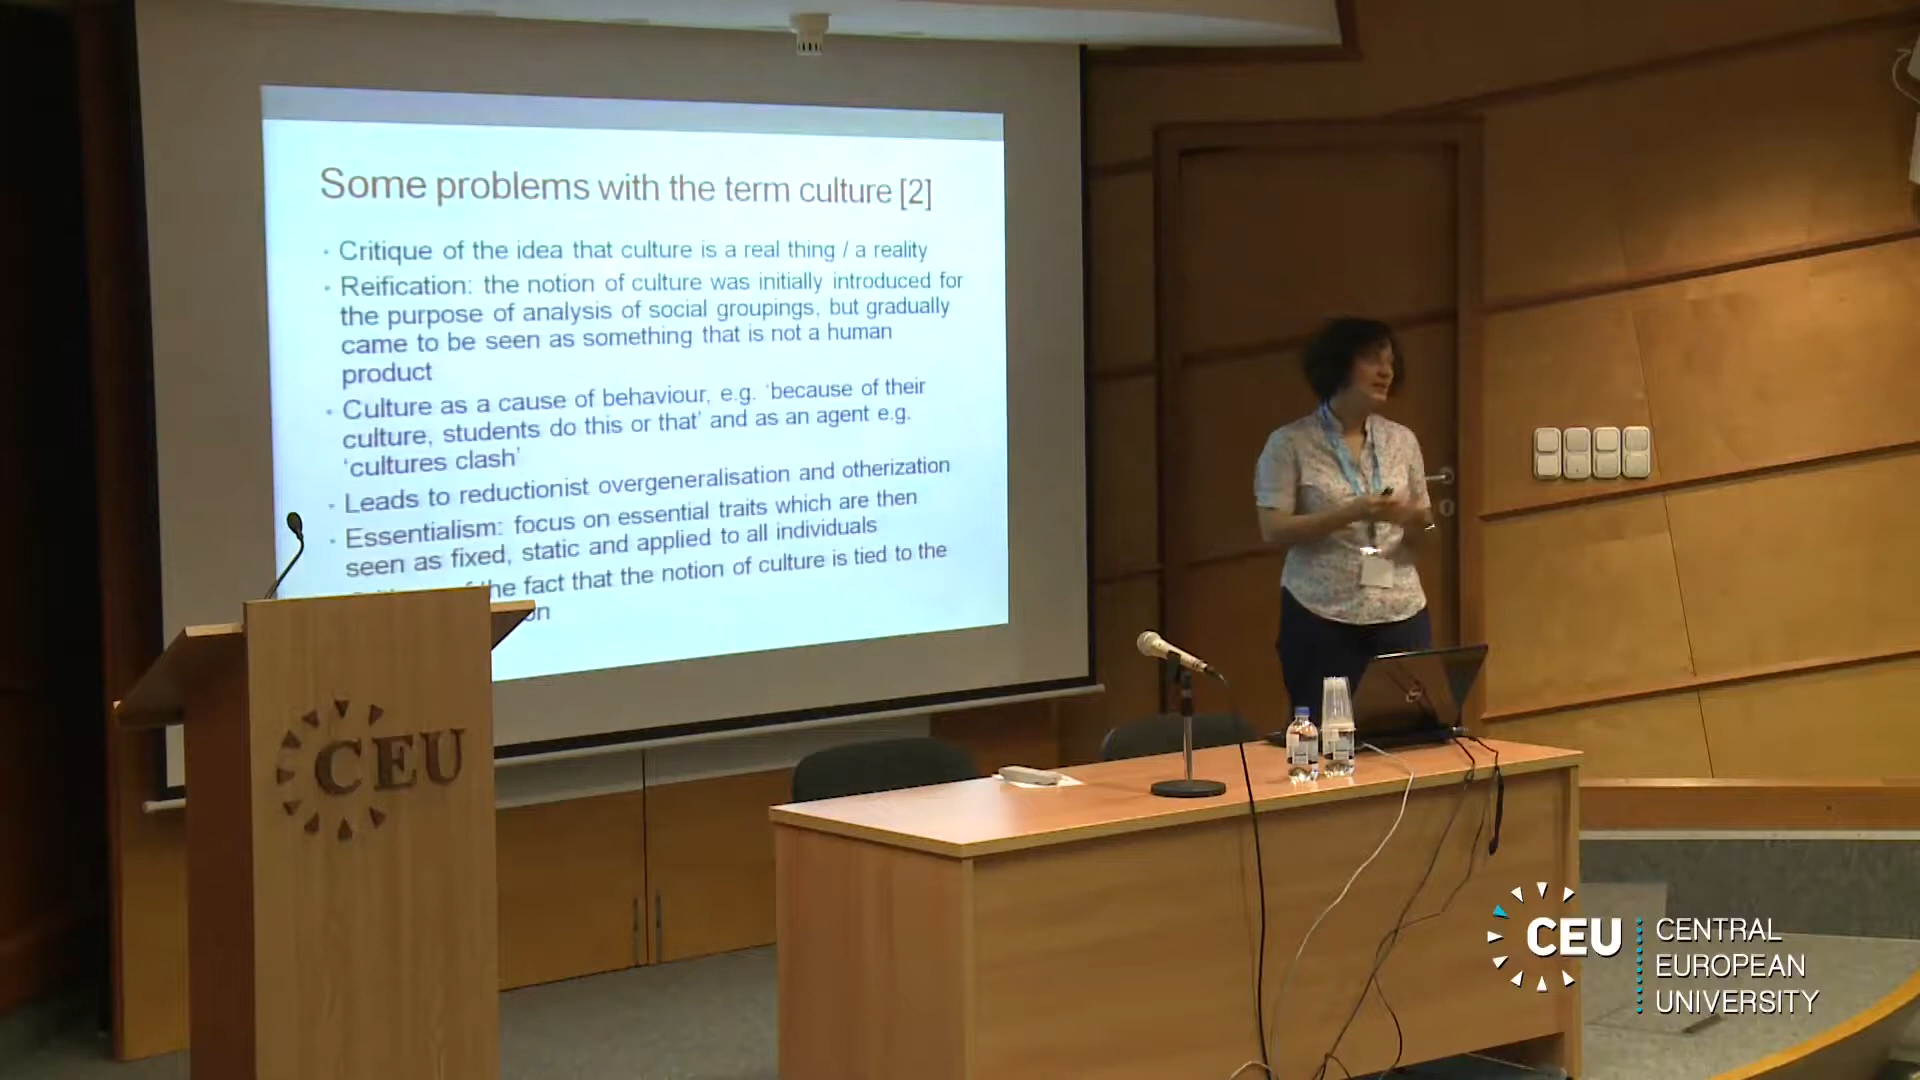 Some problems with the term culture [2]
• Critique of the idea that culture is a real thing / a reality
• Reification: the notion of culture was initially introduced for
the purpose of analysis of social groupings, but gradually
came to be seen as something that is not a human
product
• Culture as a cause of behaviour, e.g. 'because of their
culture, students do this or that' and as an agent e.g.
'cultures clash'
• Leads to reductionist overgeneralisation and otherization
• Essentialism: focus on essential traits which are then
seen as fixed, static and applied to all individuals
the fact that the notion of culture is tied to the
CEU
CEU
CENTRAL
EUROPEAN
UNIVERSITY